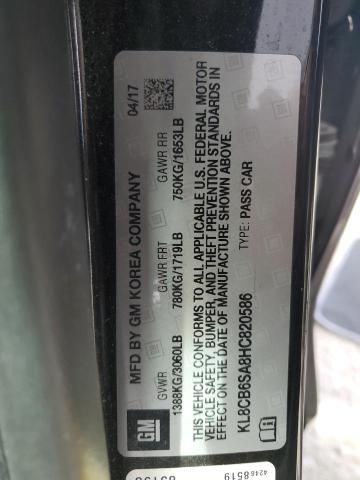 MFD BY GM KOREA COMPANY 04/17
GVWR GAWR FRT GAWR RR
1388KG/3060LB 780KG/1719LB 750KG/1653LB
THIS VEHICLE CONFORMS TO ALL APPLICABLE U.S. FEDERAL MOTOR
VEHICLE SAFETY, BUMPER, AND THEFT PREVENTION STANDARDS IN
EFFECT ON THE DATE OF MANUFACTURE SHOWN ABOVE.
KL8CB6SA8HC820586 TYPE: PASS CAR
GM
42468519